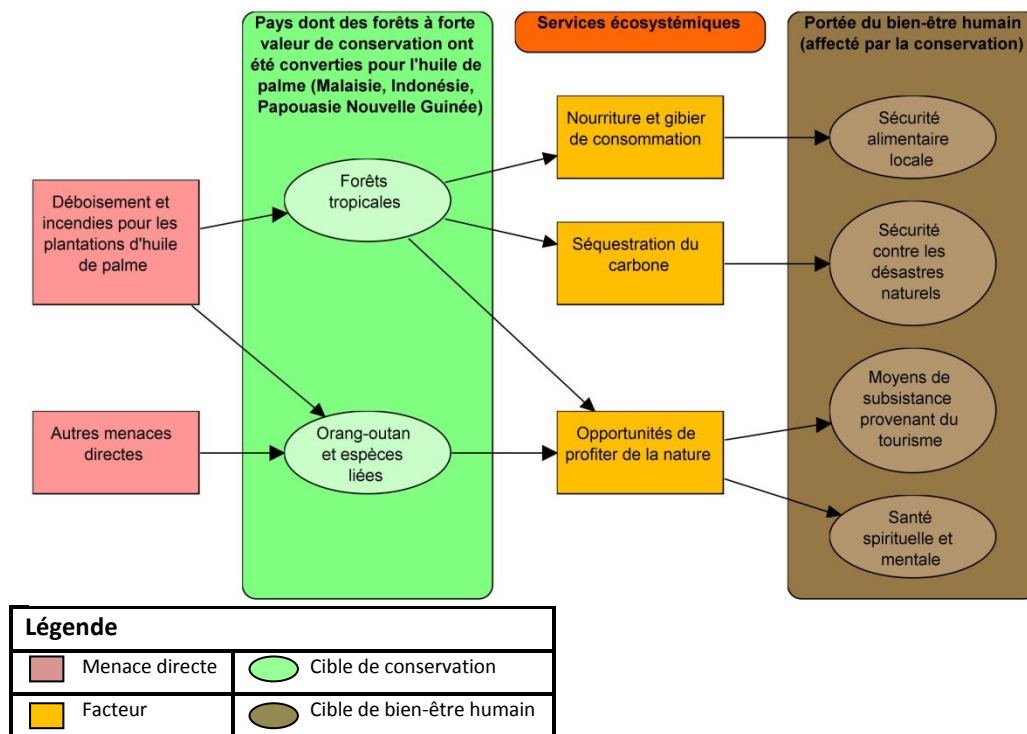 Pays dont des forêts à forte
valeur de conservation ont
été converties pour l'huile de
palme (Malaisie, Indonésie,
Papouasie Nouvelle Guinée)
Services écosystémiques
Portée du bien-être humain
(affecté par la conservation)
Déboisement et
incendies pour les
plantations d'huile
de palme
Forêts
tropicales
Nourriture et gibier
de consommation
Sécurité
alimentaire
locale
Séquestration du
carbone
Sécurité
contre les
désastres
naturels
Autres menaces
directes
Orang-outan
et espèces
liées
Opportunités de
profiter de la nature
Moyens de
subsistance
provenant du
tourisme
Santé
spirituelle et
mentale
Légende
Menace directe
Cible de conservation
Facteur
Cible de bien-être humain